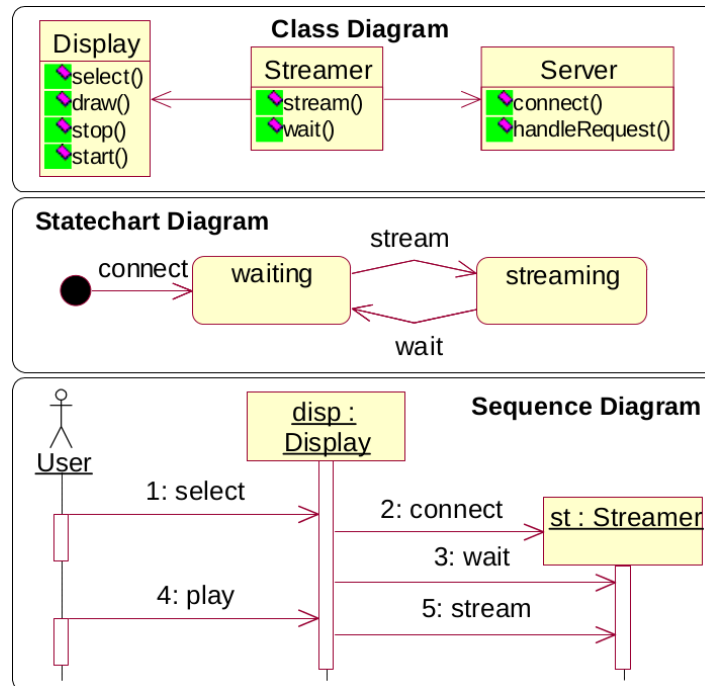 Class Diagram
Display
select()
draw()
stop()
start()
Streamer
stream()
wait()
Server
connect()
handleRequest()
Statechart Diagram
connect
waiting
stream
streaming
wait
Sequence Diagram
User
disp :
Display
1: select
2: connect
st : Streamer
3: wait
4: play
5: stream